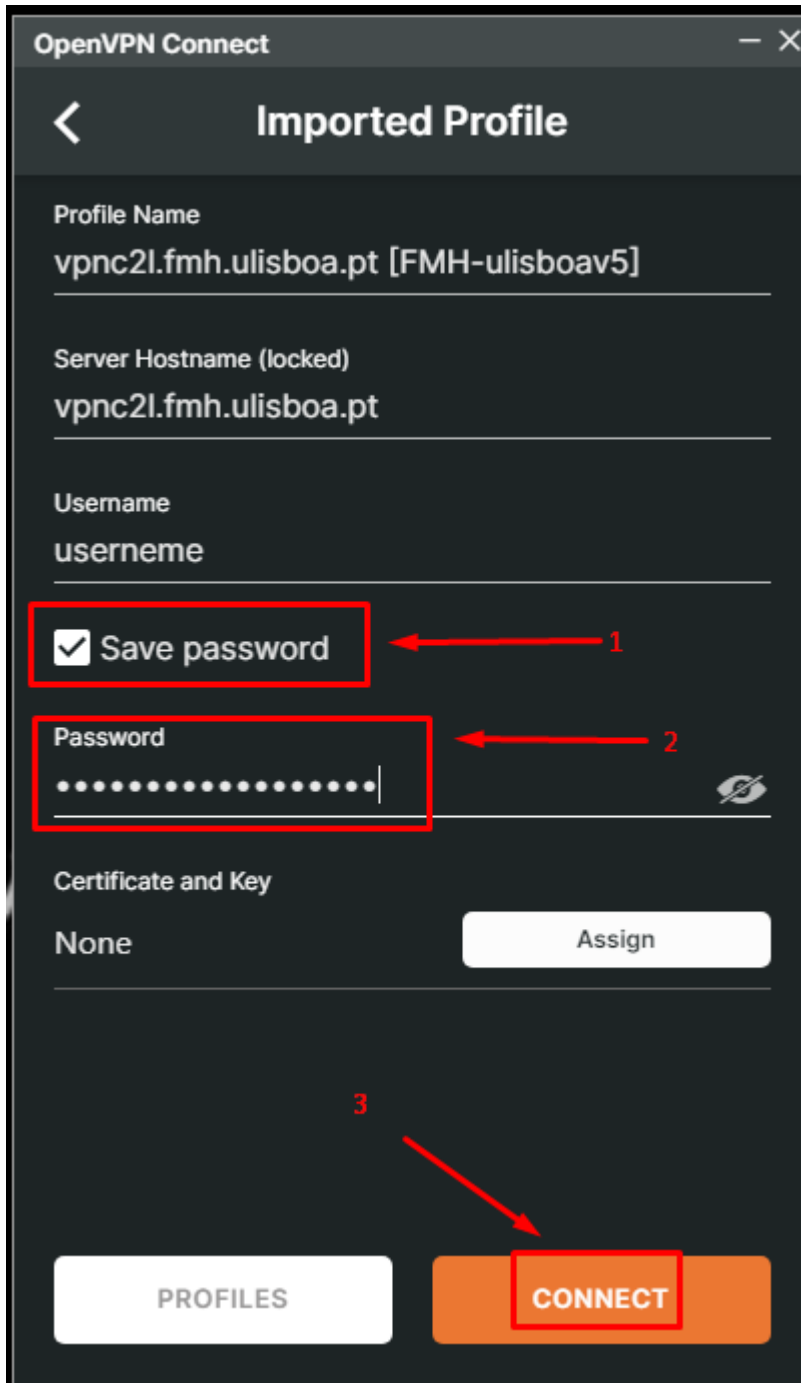 OpenVPN Connect
Imported Profile
Profile Name
vpnc2l.fmh.ulisboa.pt [FMH-ulisboav5]
Server Hostname (locked)
vpnc2l.fmh.ulisboa.pt
Username
userneme
Save password
1
Password
2
••••••••••••••••••
Certificate and Key
None
Assign
3
PROFILES
CONNECT